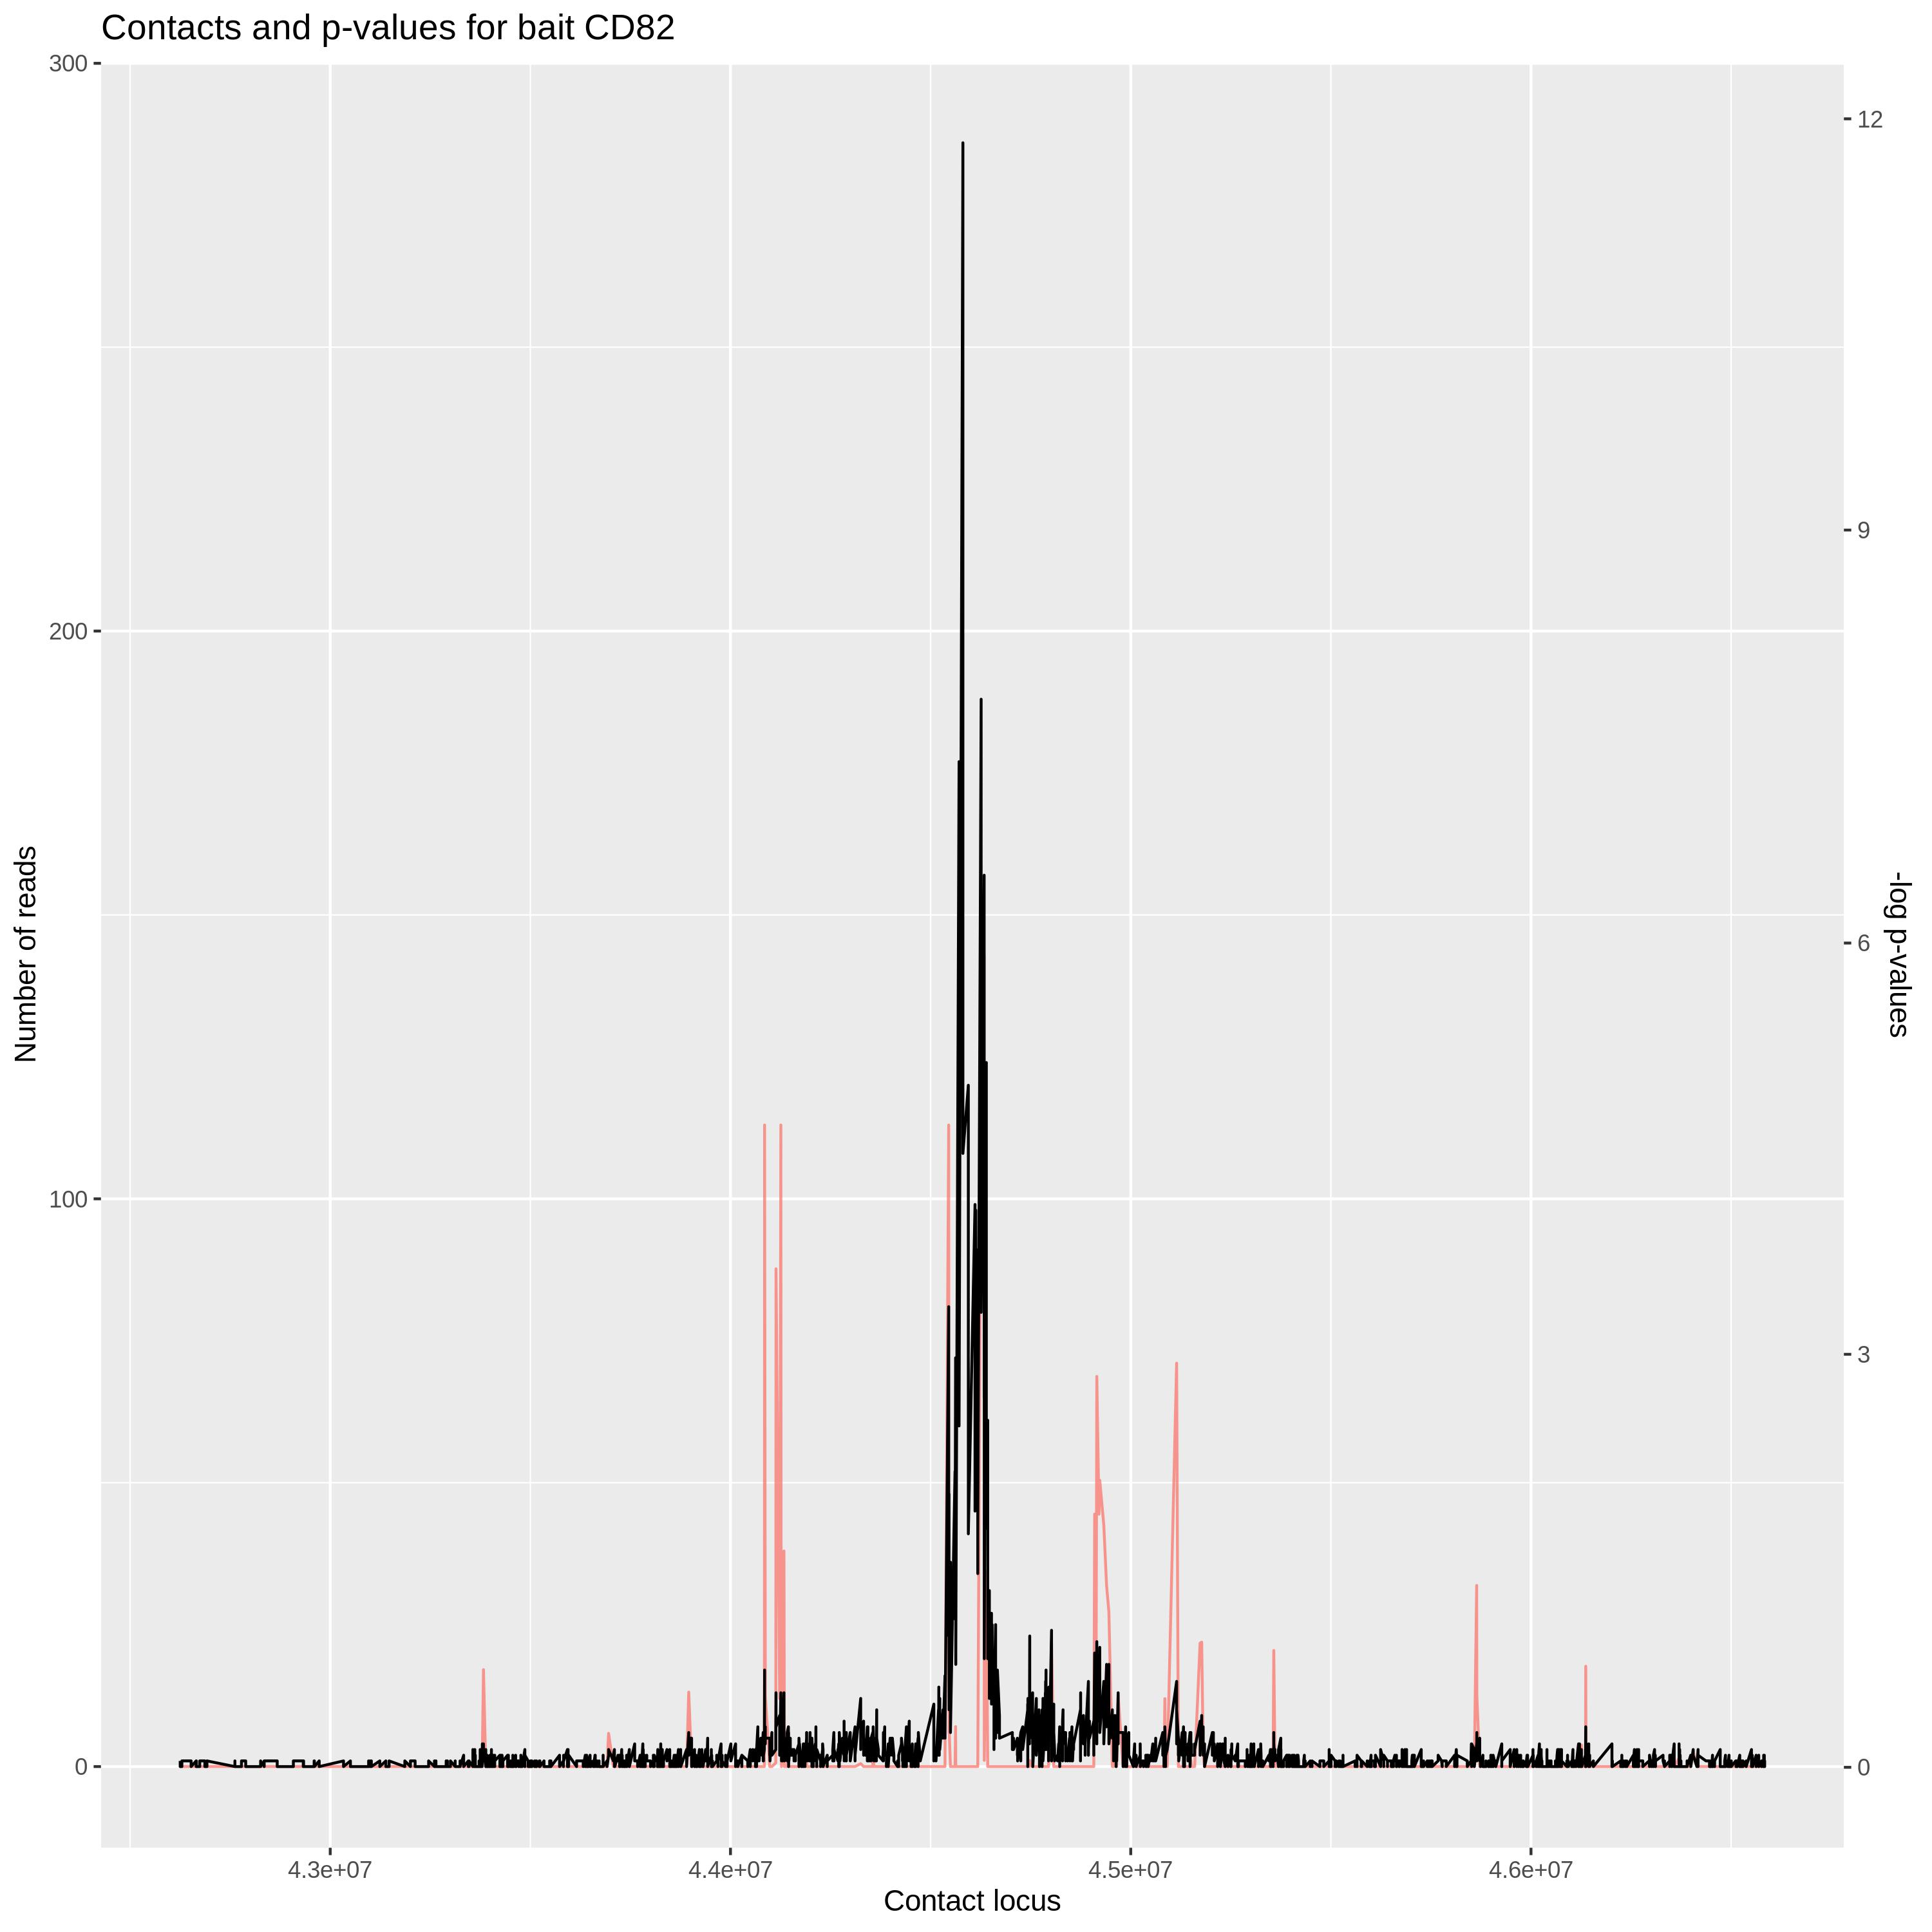 Contacts and p-values for bait CD82
300
200
100
0
Number of reads
12
9
6
3
0
-log p-values
4.3e+07
4.4e+07
4.5e+07
4.6e+07
Contact locus